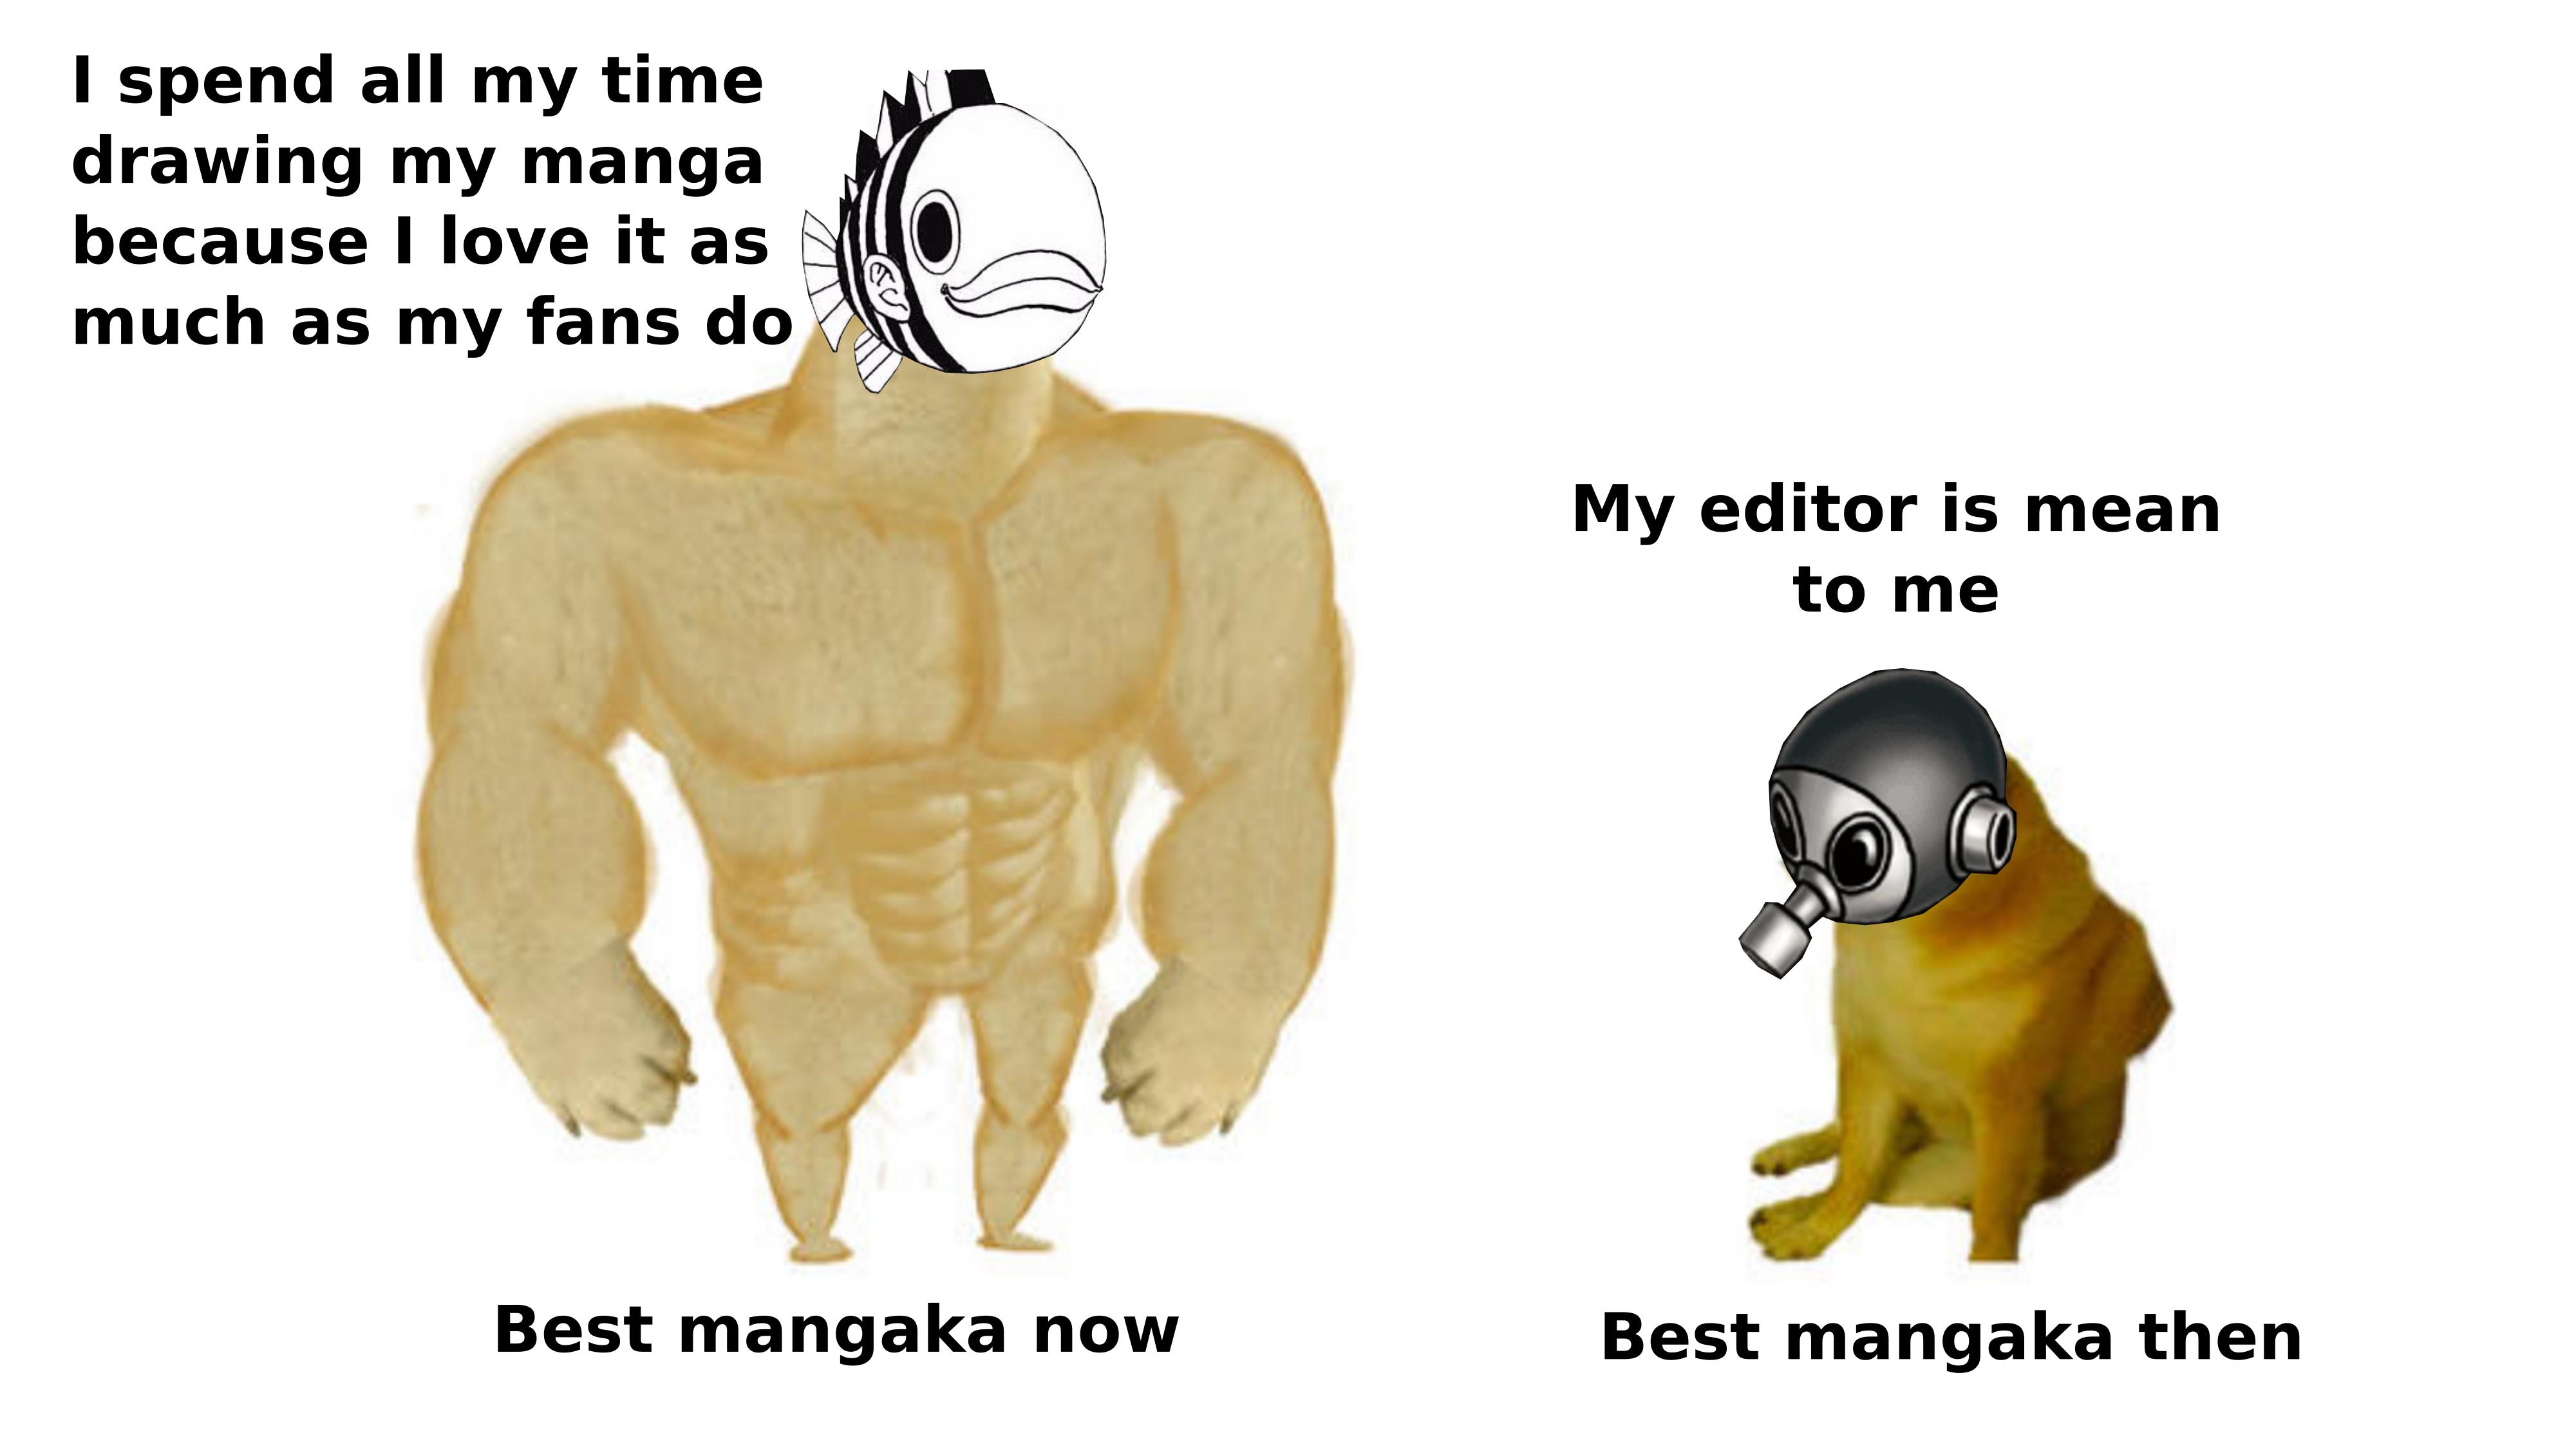 I spend all my time
drawing my manga
because I love it as
much as my fans do
My editor is mean
to me
Best mangaka now
Best mangaka then